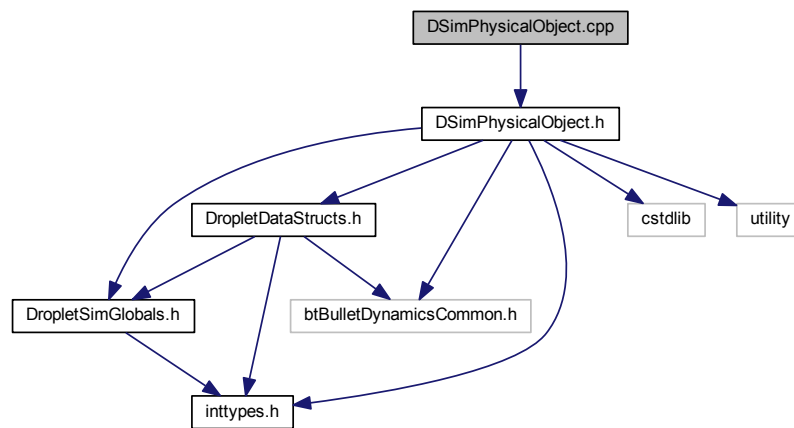 DSimPhysicalObject.cpp
DSimPhysicalObject.h
DropletDataStructs.h
cstdlib
utility
DropletSimGlobals.h
btBulletDynamicsCommon.h
inttypes.h